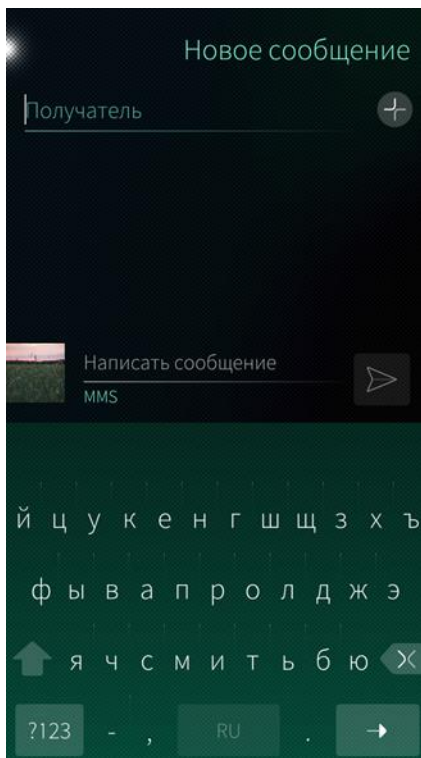 Новое сообщение
Получатель
Написать сообщение
MMS
й ц у к е н г ш щ з х ъ
ф ы в а п р о л д ж э
я ч с м и т ь б ю
?123 - , RU .